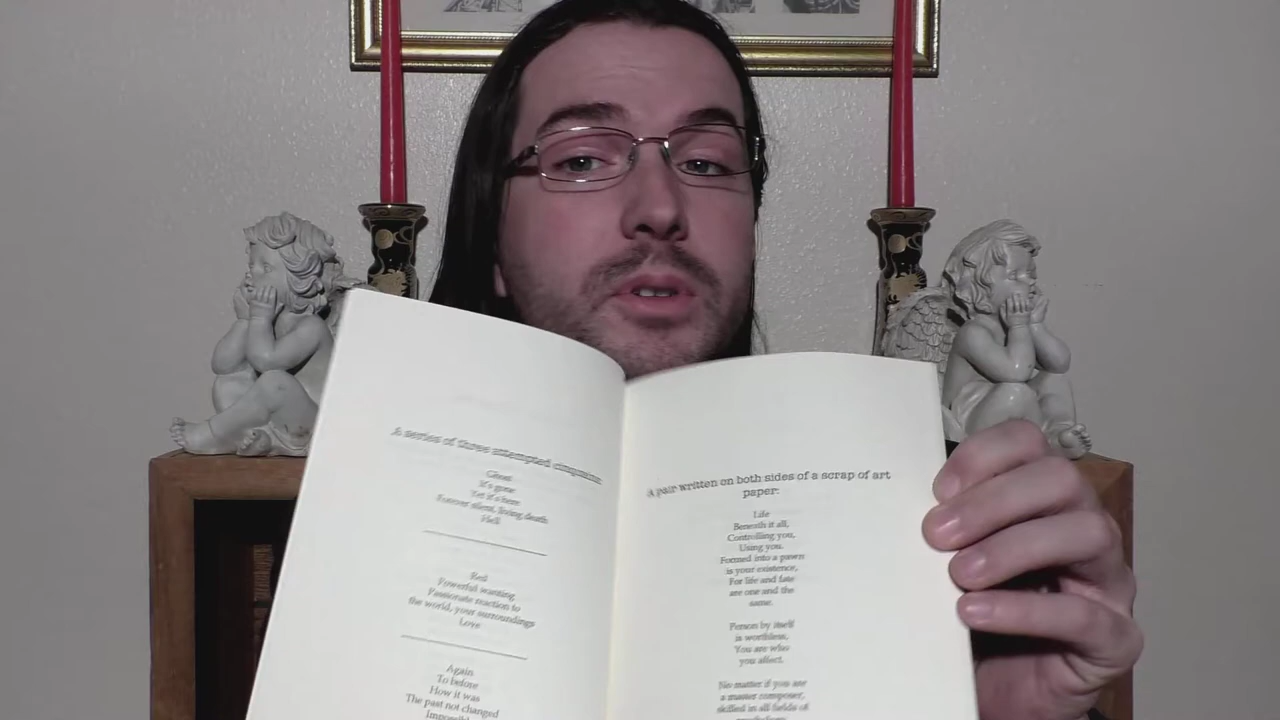 A series of three attempted cinquains
Ghost
It's gone
Yet it's here
Forever silent, living death
Hell
Red
Powerful wanting
Passionate reaction to
the world, your surroundings
Love
Again
To before
How it was
The past not changed
A pair written on both sides of a scrap of art
paper:
Life
Beneath it all,
Controlling you,
Using you.
Formed into a pawn
is your existence,
For life and fate
are one and the
same.
Person by itself
is worthless,
You are who
you affect.
No matter if you are
a master composer,
skilled in all fields of